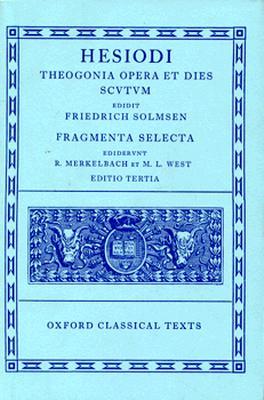 HESIODI
THEOGONIA OPERA ET DIES
SCVTVM
EDIDIT
FRIEDRICH SOLMSEN
FRAGMENTA SELECTA
EDIDERVNT
R. MERKELBACH ET M. L. WEST
EDITIO TERTIA
OXFORD CLASSICAL TEXTS